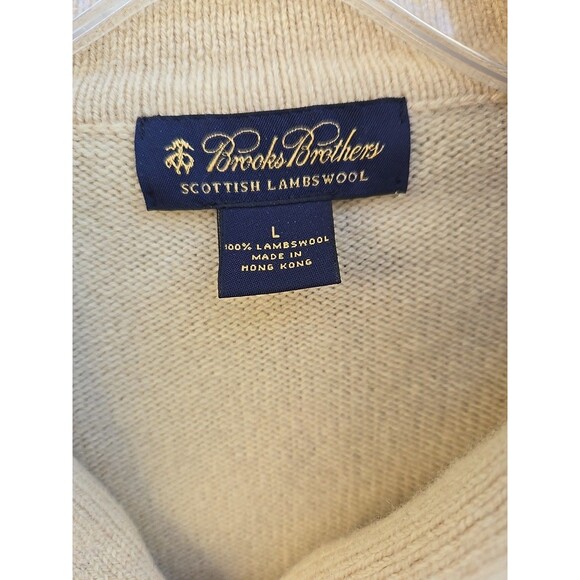 Brooks Brothers
SCOTTISH LAMBSWOOL
L
100% LAMBSWOOL
MADE IN
HONG KONG